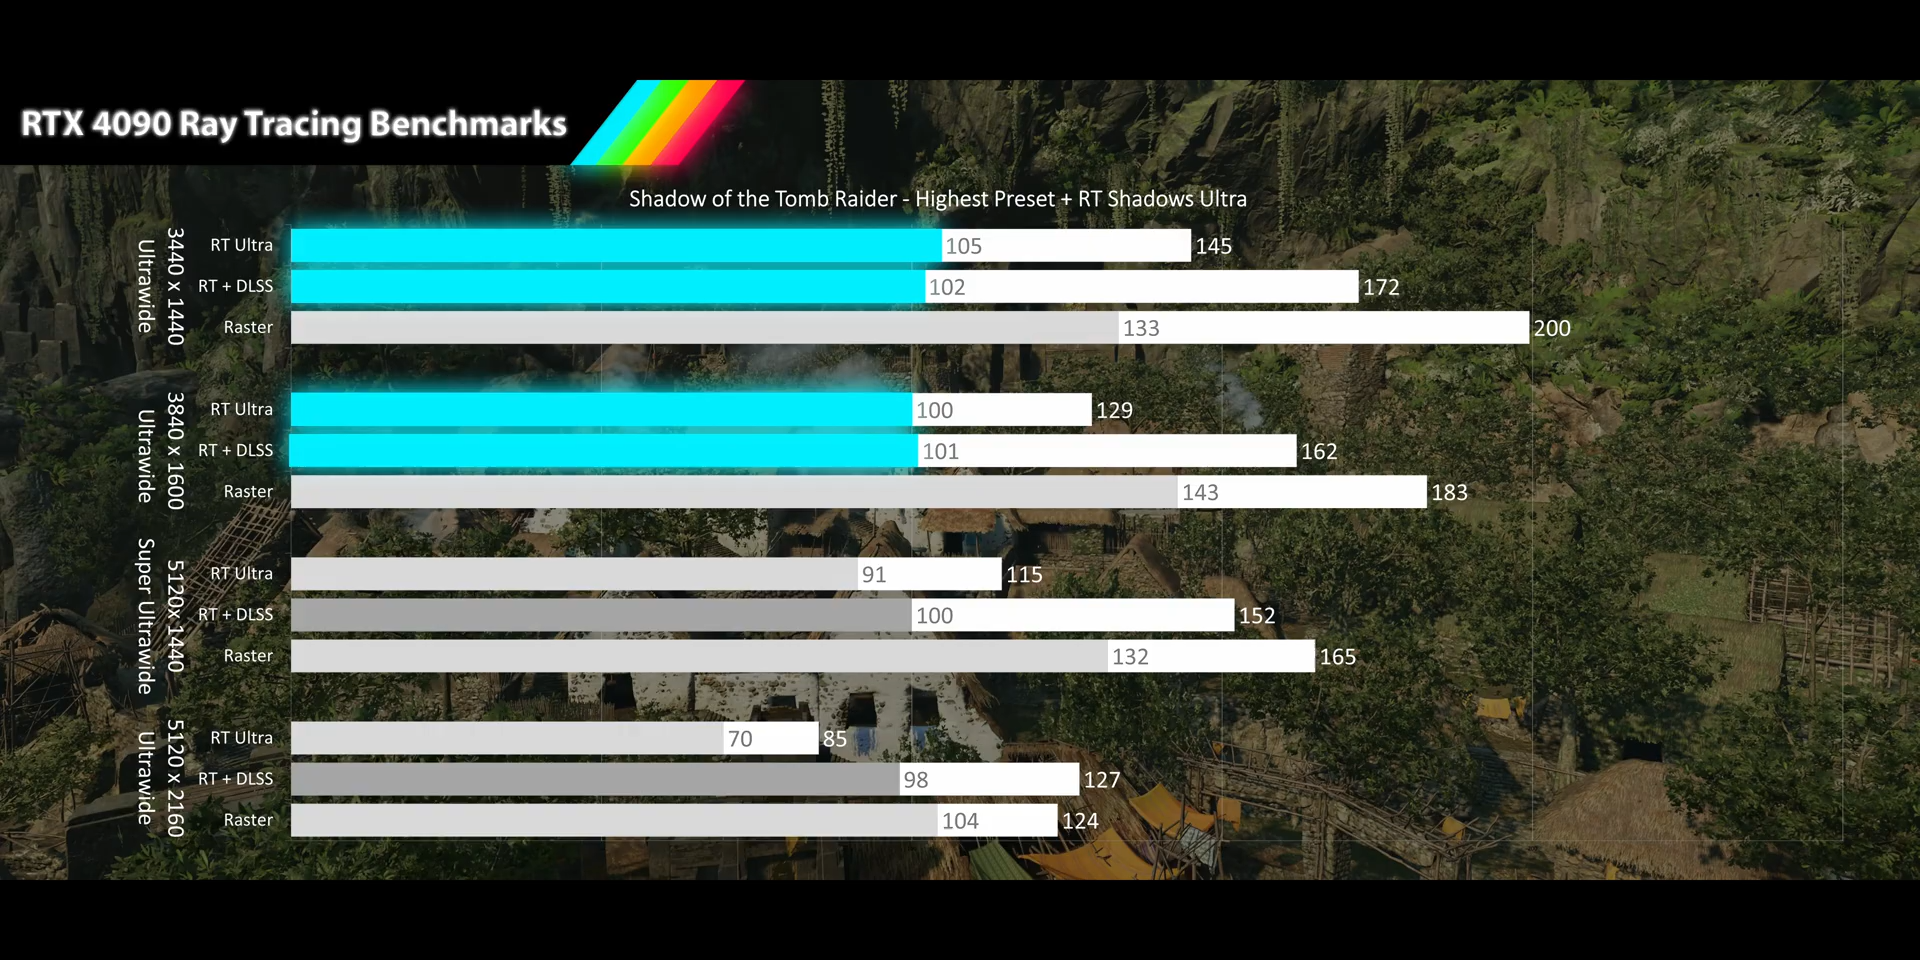 RTX 4090 Ray Tracing Benchmarks
Shadow of the Tomb Raider - Highest Preset + RT Shadows Ultra
3440 x 1440
Ultrawide
RT Ultra 105 145
RT + DLSS 102 172
Raster 133 200
3840 x 1600
Ultrawide
RT Ultra 100 129
RT + DLSS 101 162
Raster 143 183
5120x 1440
Super Ultrawide
RT Ultra 91 115
RT + DLSS 100 152
Raster 132 165
5120 x 2160
Ultrawide
RT Ultra 70 85
RT + DLSS 98 127
Raster 104 124